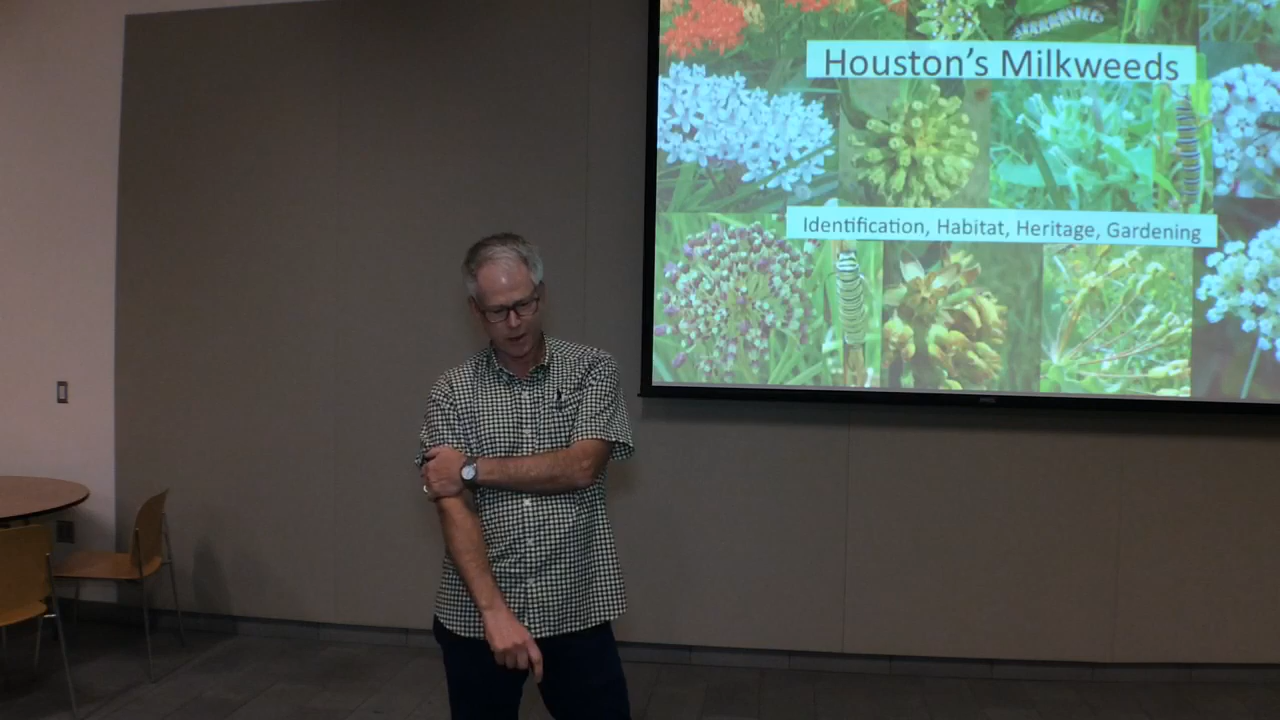 Houston's Milkweeds
Identification, Habitat, Heritage, Gardening